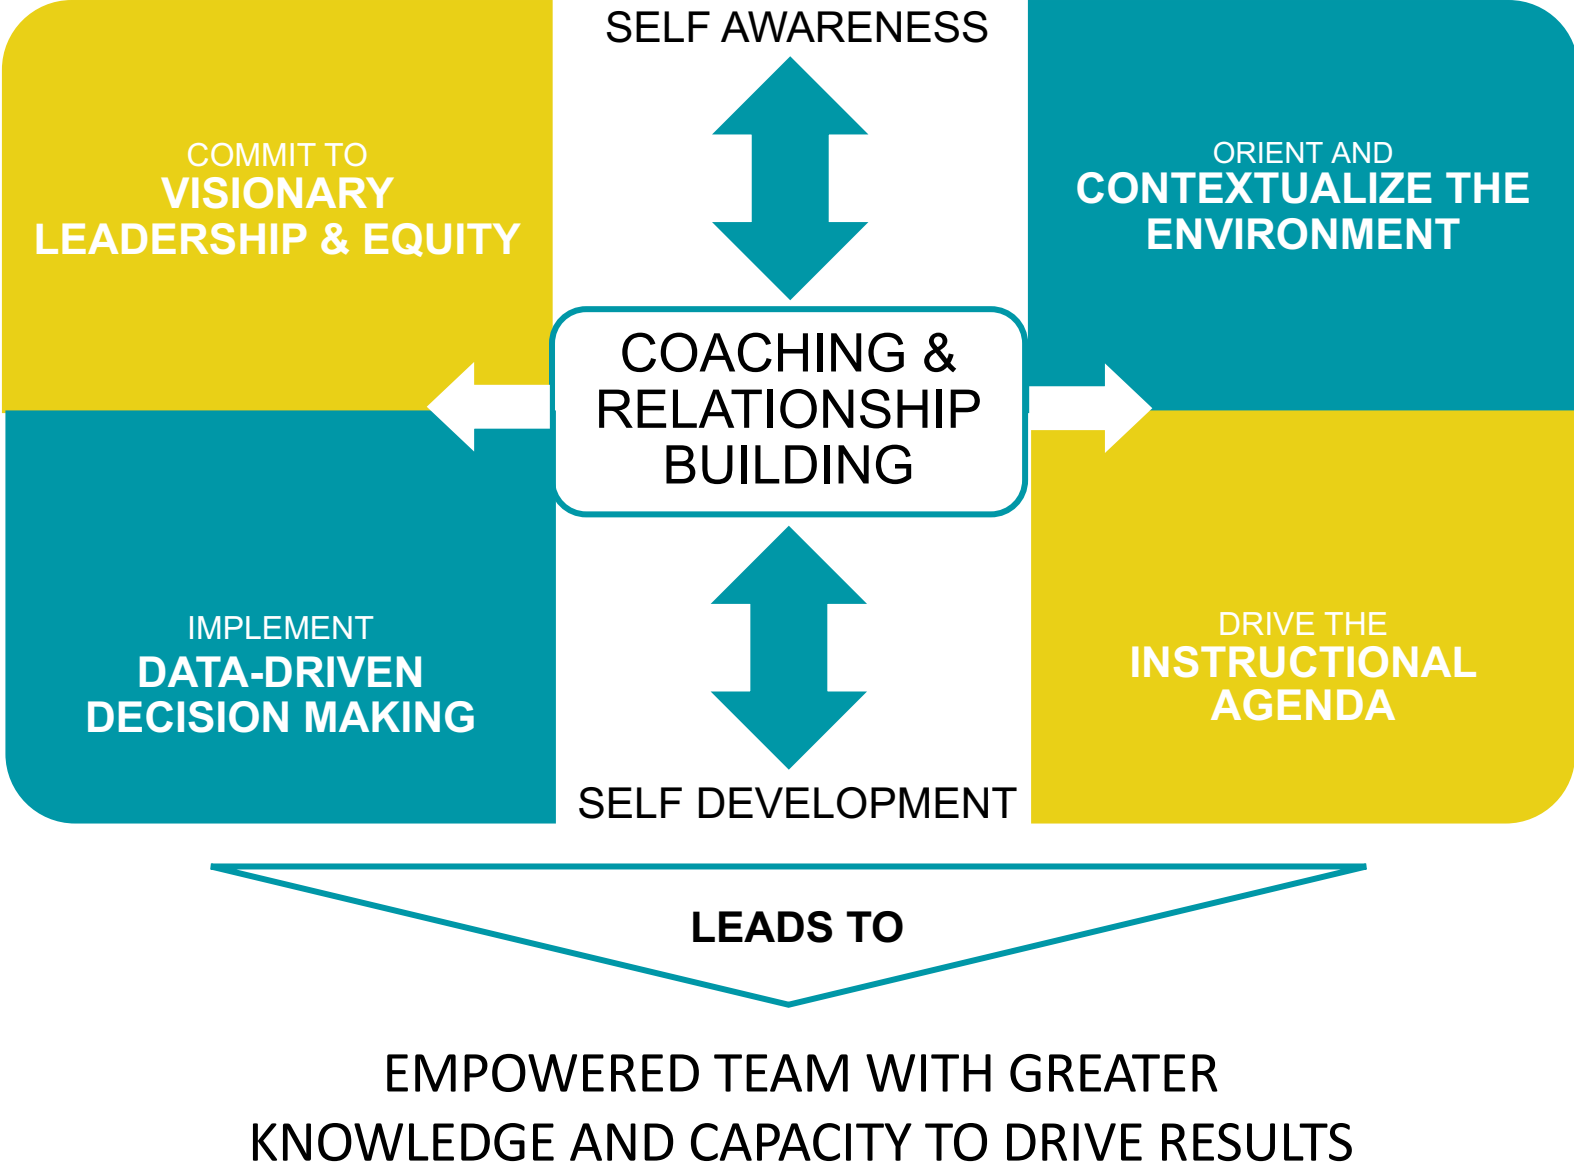 SELF AWARENESS
COMMIT TO
VISIONARY
LEADERSHIP & EQUITY
ORIENT AND
CONTEXTUALIZE THE
ENVIRONMENT
COACHING &
RELATIONSHIP
BUILDING
IMPLEMENT
DATA-DRIVEN
DECISION MAKING
DRIVE THE
INSTRUCTIONAL
AGENDA
SELF DEVELOPMENT
LEADS TO
EMPOWERED TEAM WITH GREATER
KNOWLEDGE AND CAPACITY TO DRIVE RESULTS